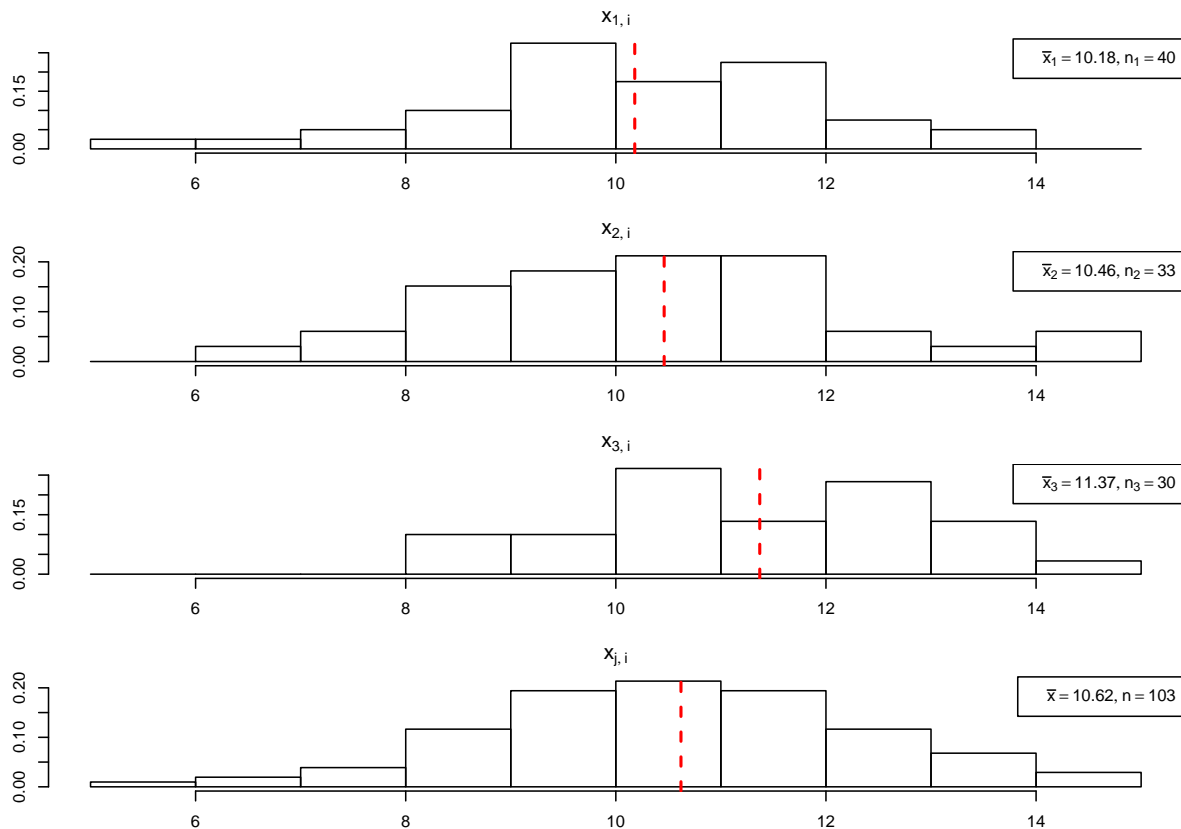 x1, i
x̄1 = 10.18, n1 = 40
0.00 0.15
6 8 10 12 14
x2, i
x̄2 = 10.46, n2 = 33
0.00 0.10 0.20
6 8 10 12 14
x3, i
x̄3 = 11.37, n3 = 30
0.00 0.15
6 8 10 12 14
xj, i
x̄ = 10.62, n = 103
0.00 0.10 0.20
6 8 10 12 14